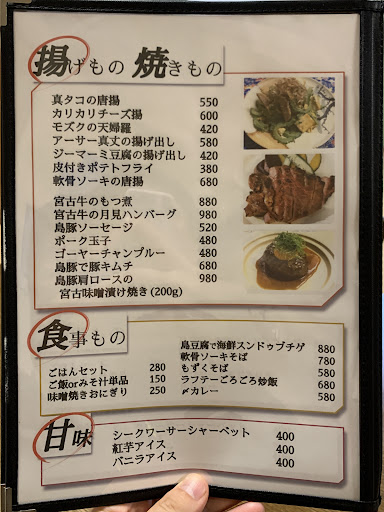 揚げもの 焼きもの
真タコの唐揚 550
カリカリチーズ揚 600
モズクの天婦羅 420
アーサー真丈の揚げ出し 580
ジーマーミ豆腐の揚げ出し 420
皮付きポテトフライ 380
軟骨ソーキの唐揚 680
宮古牛のもつ煮 880
宮古牛の月見ハンバーグ 980
島豚ソーセージ 520
ポーク玉子 480
ゴーヤーチャンプルー 480
島豚で豚キムチ 680
島豚肩ロースの 980
宮古味噌漬け焼き (200g)
食事もの
ごはんセット 280
ご飯orみそ汁単品 150
味噌焼きおにぎり 250
島豆腐で海鮮スンドゥブチゲ 880
軟骨ソーキそば 780
もずくそば 580
ラフテーごろごろ炒飯 680
〆カレー 580
甘味
シークワーサーシャーベット 400
紅芋アイス 400
バニラアイス 400